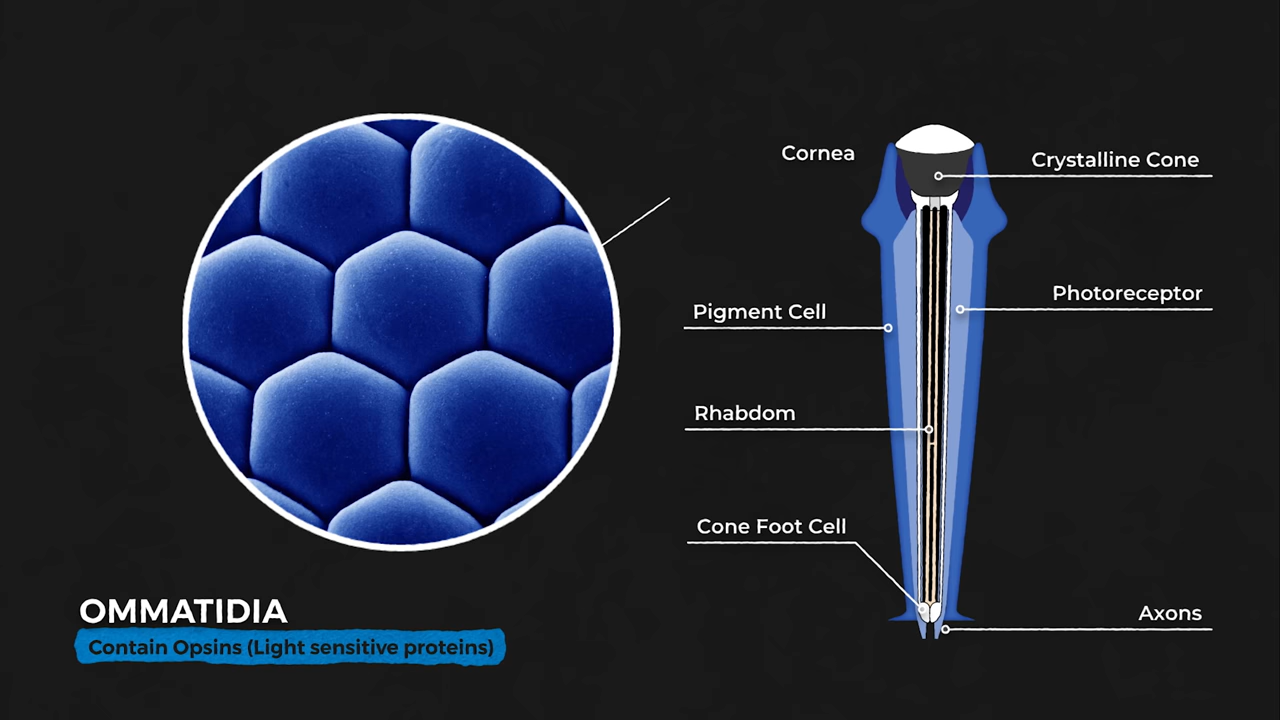 Cornea
Crystalline Cone
Photoreceptor
Pigment Cell
Rhabdom
Cone Foot Cell
OMMATIDIA
Axons
Contain Opsins (Light sensitive proteins)